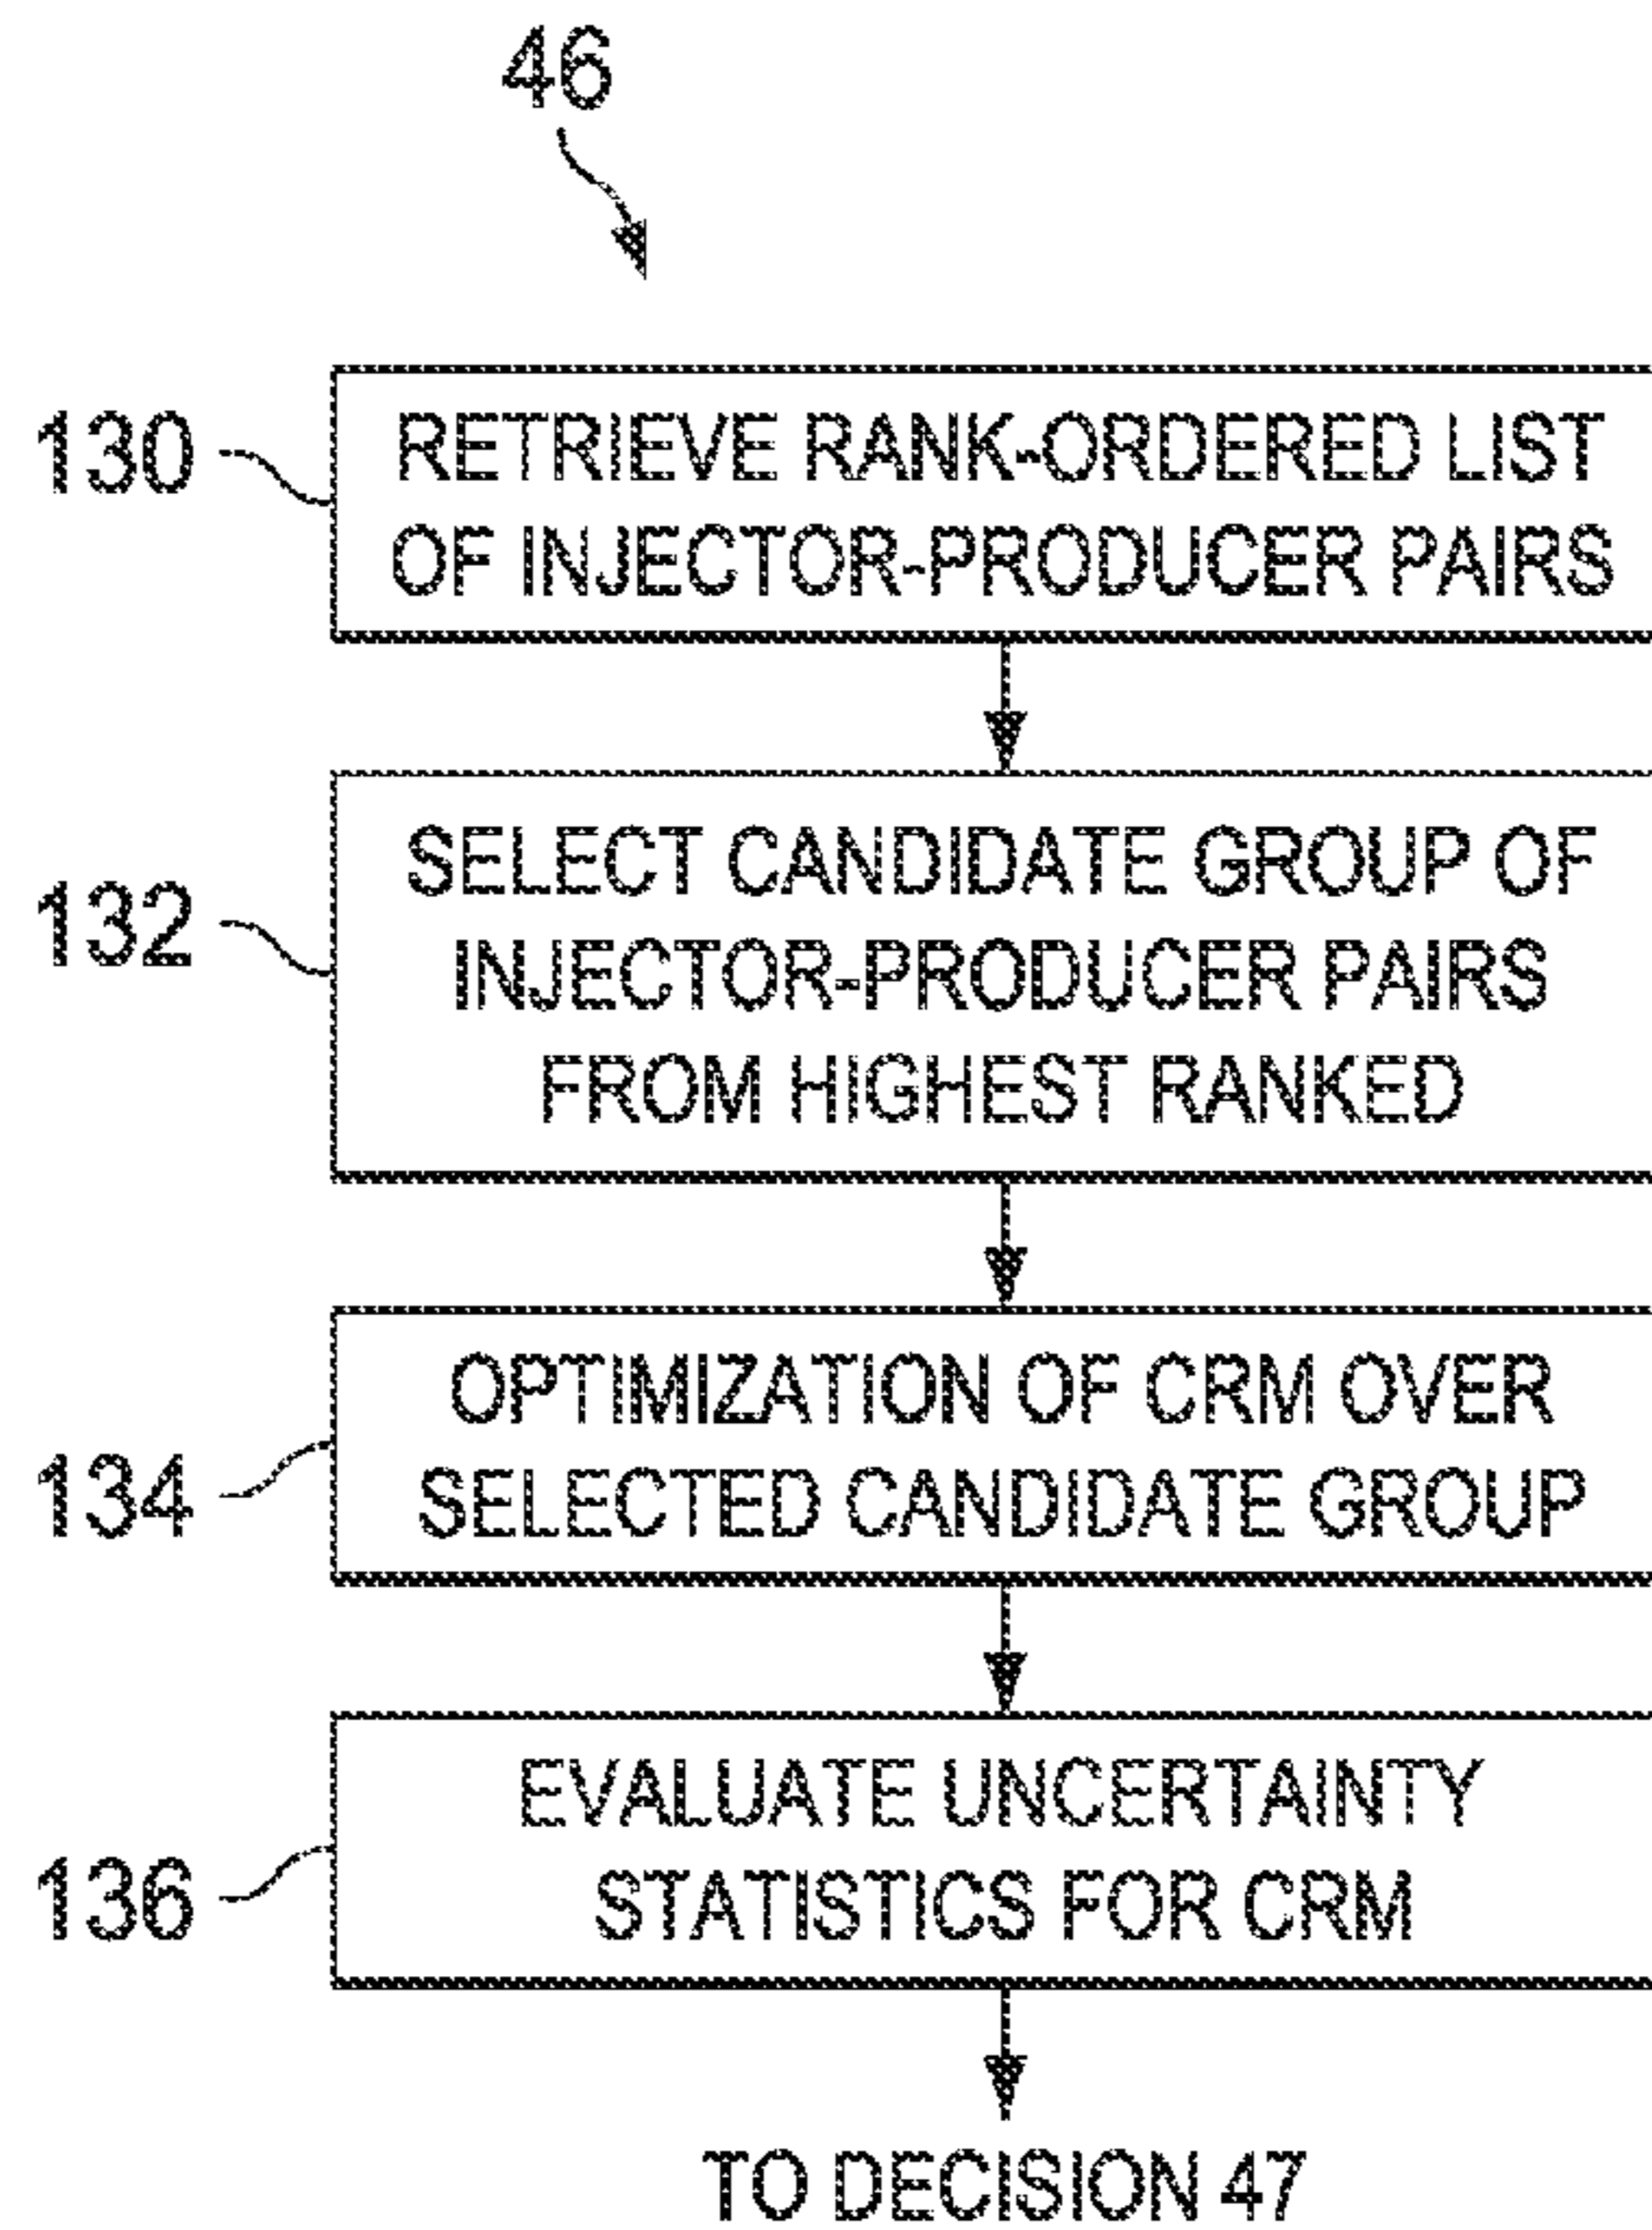 46
130
RETRIEVE RANK-ORDERED LIST
OF INJECTOR-PRODUCER PAIRS
132
SELECT CANDIDATE GROUP OF
INJECTOR-PRODUCER PAIRS
FROM HIGHEST RANKED
134
OPTIMIZATION OF CRM OVER
SELECTED CANDIDATE GROUP
136
EVALUATE UNCERTAINTY
STATISTICS FOR CRM
TO DECISION 47